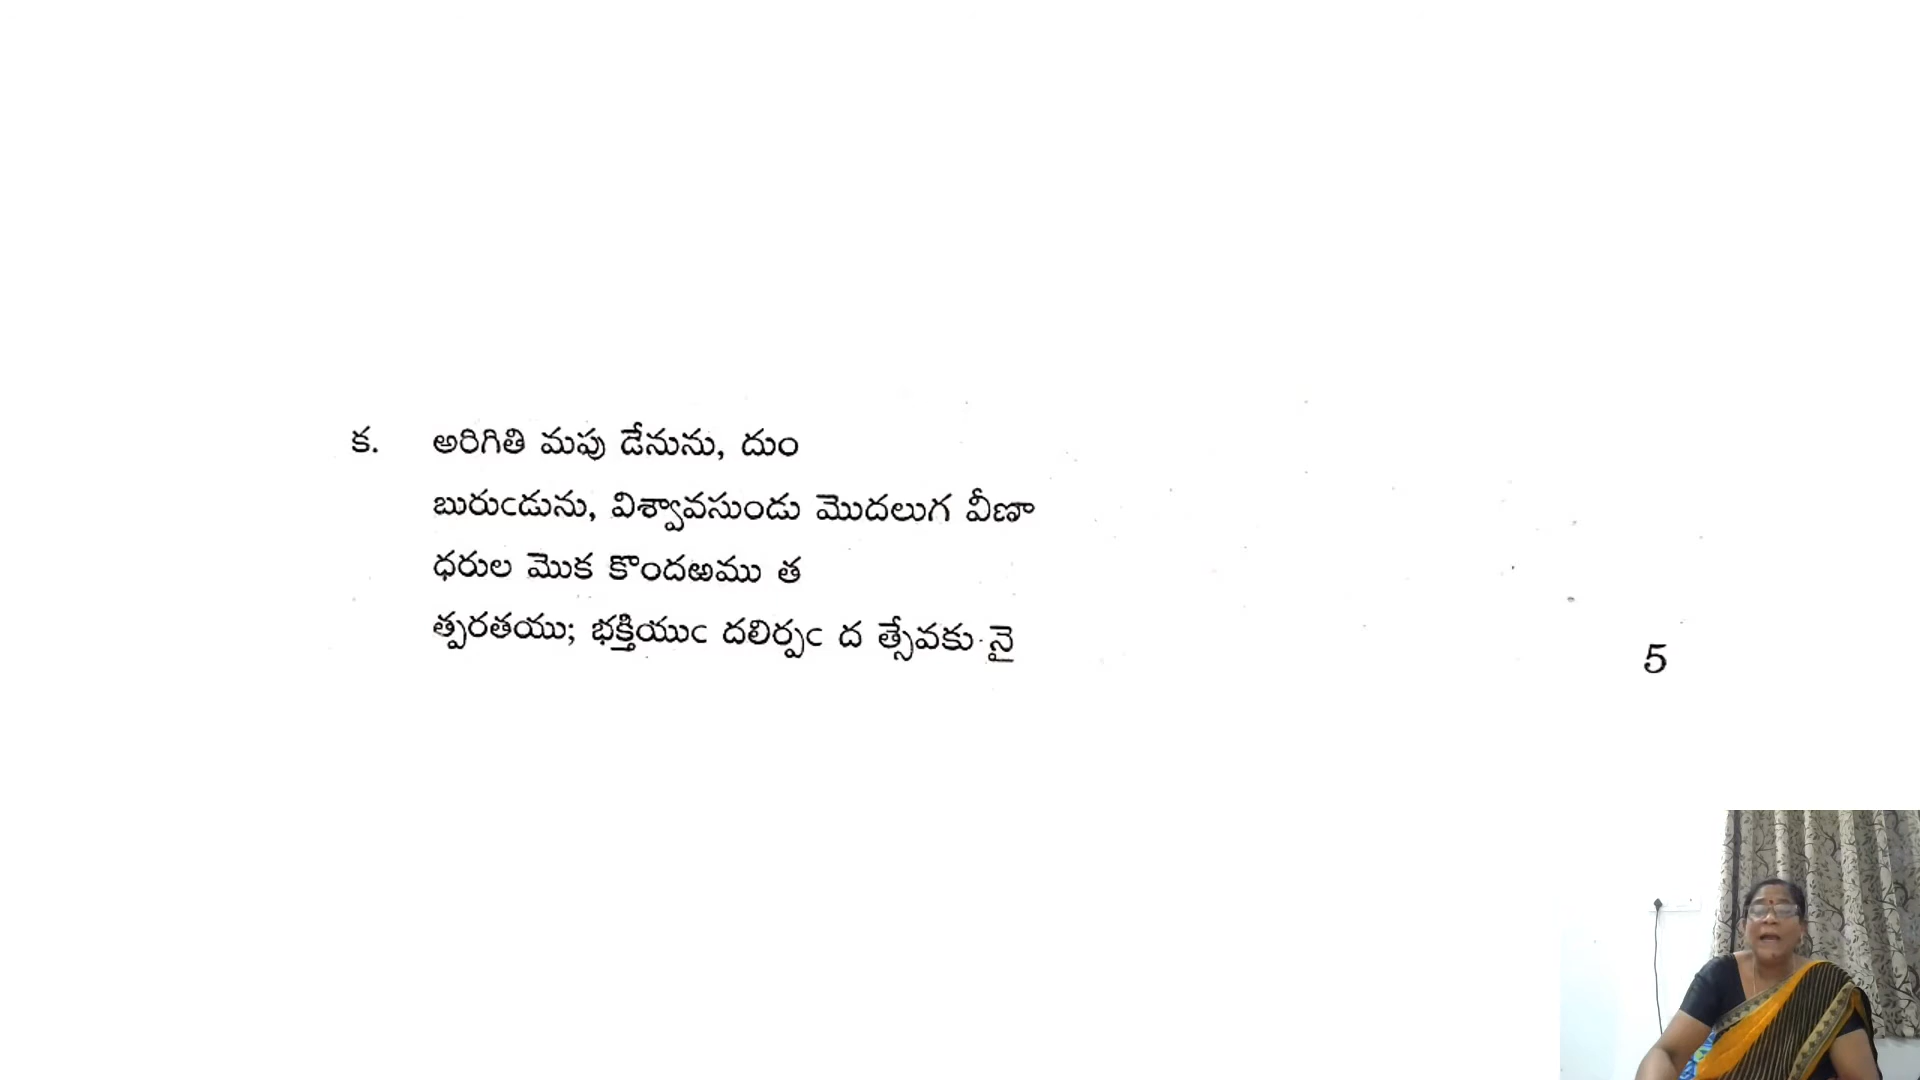 క. అరిగితి మపు డేనును, దుం
బురుఁడును, విశ్వావసుండు మొదలుగ వీణా
ధరుల మొక కొందఱము త
త్పరతయు; భక్తియుఁ దలిర్పఁ ద త్సేవకు నై
5